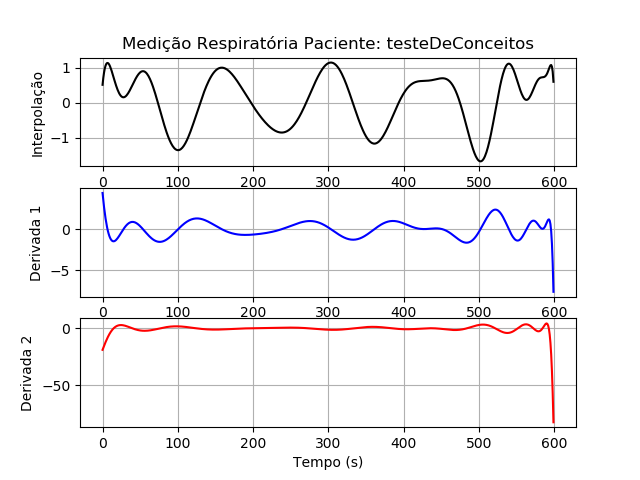 Medição Respiratória Paciente: testeDeConceitos
Interpolação
1
0
−1
0 100 200 300 400 500 600
Derivada 1
0
−5
0 100 200 300 400 500 600
Derivada 2
0
−50
0 100 200 300 400 500 600
Tempo (s)